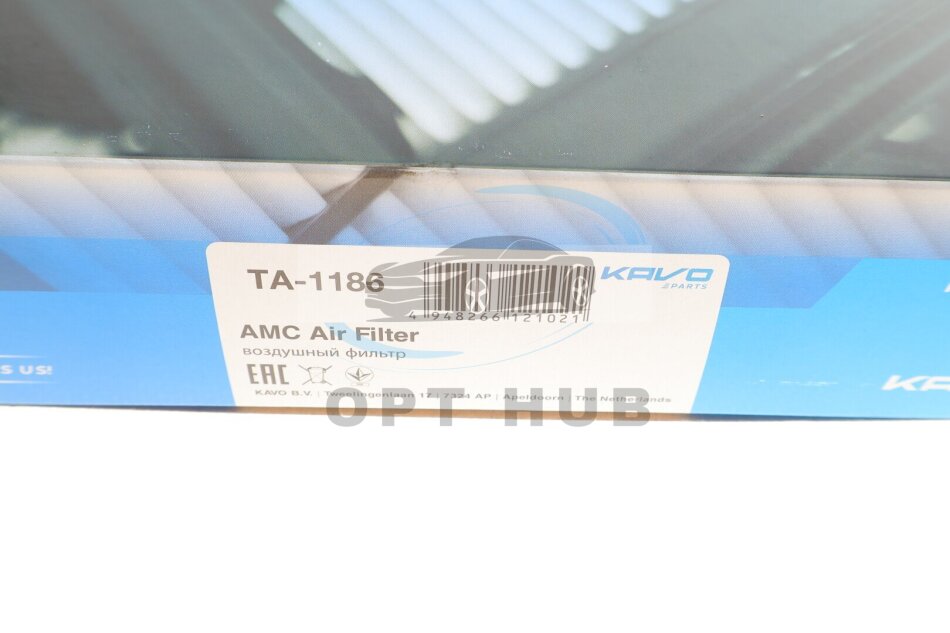 TA-1186
KAVO
PARTS
4 948266 121021
AMC Air Filter
воздушный фильтр
EAC
S US!
KAVO B.V. | Tweelingenlaan 17 | 7324 AP | Apeldoorn | The Netherlands
OPT HUB